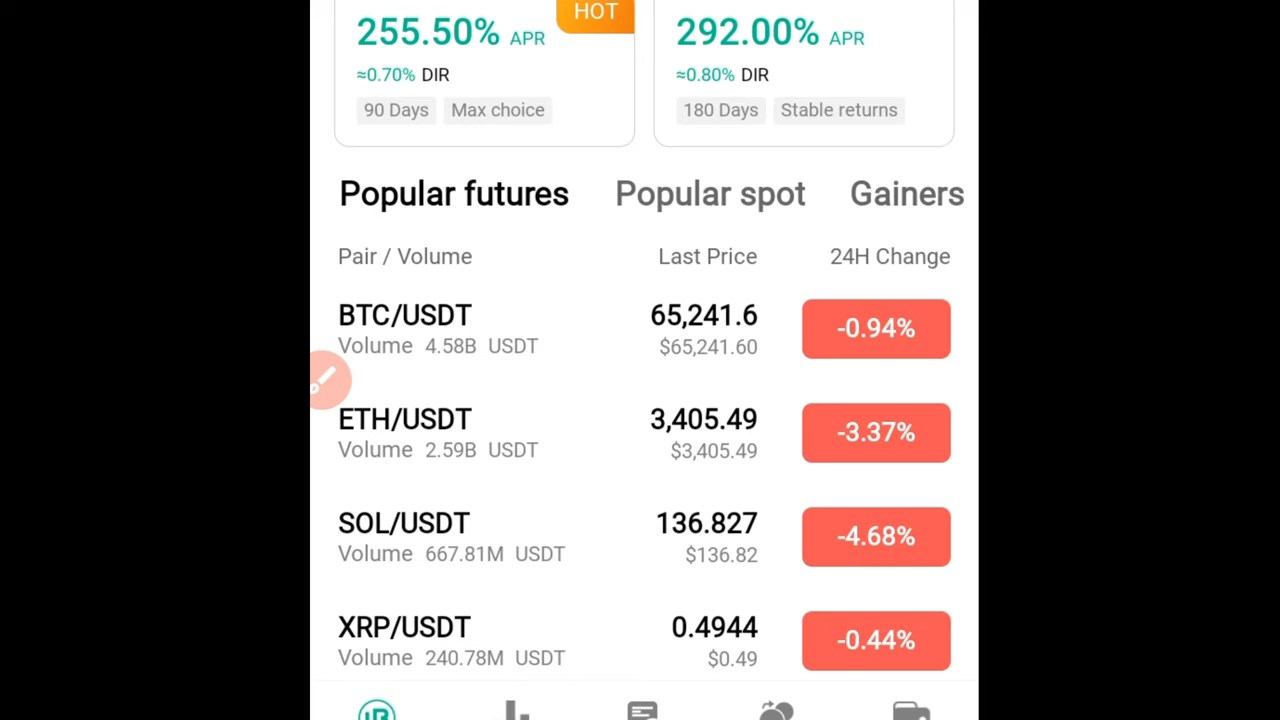 HOT
255.50% APR 292.00% APR
≈0.70% DIR ≈0.80% DIR
90 Days Max choice 180 Days Stable returns
Popular futures Popular spot Gainers
Pair / Volume Last Price 24H Change
BTC/USDT 65,241.6 -0.94%
Volume 4.58B USDT $65,241.60
ETH/USDT 3,405.49 -3.37%
Volume 2.59B USDT $3,405.49
SOL/USDT 136.827 -4.68%
Volume 667.81M USDT $136.82
XRP/USDT 0.4944 -0.44%
Volume 240.78M USDT $0.49